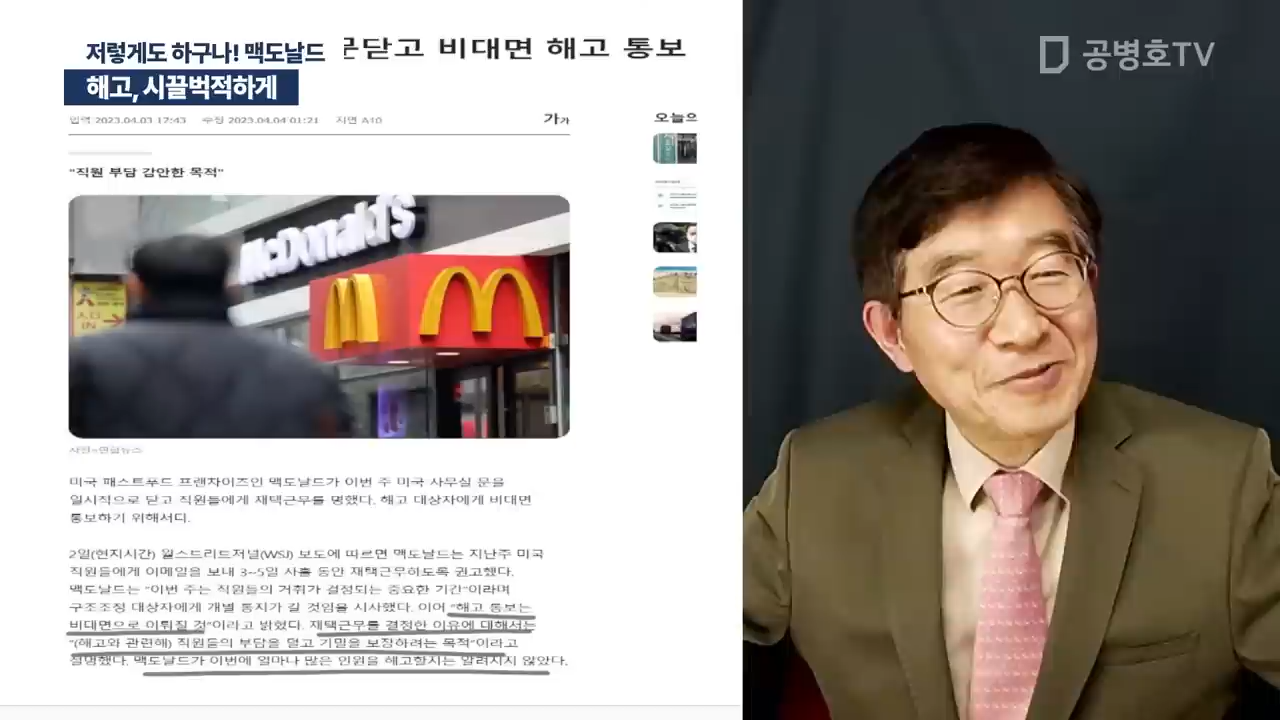 저렇게도 하구나! 맥도날드
해고, 시끌벅적하게
문닫고 비대면 해고 통보
공병호TV
입력 2023.04.03 17:43 수정 2023.04.04 01:21 지면 A10
가가
오늘의
"직원 부담 감안한 목적"
McDonald's
입구
IN
사진=연합뉴스
미국 패스트푸드 프랜차이즈인 맥도날드가 이번 주 미국 사무실 문을
일시적으로 닫고 직원들에게 재택근무를 명했다. 해고 대상자에게 비대면
통보하기 위해서다.
2일(현지시간) 월스트리트저널(WSJ) 보도에 따르면 맥도날드는 지난주 미국
직원들에게 이메일을 보내 3~5일 사흘 동안 재택근무하도록 권고했다.
맥도날드는 "이번 주는 직원들의 거취가 결정되는 중요한 기간"이라며
구조조정 대상자에게 개별 통지가 갈 것임을 시사했다. 이어 "해고 통보는
비대면으로 이뤄질 것"이라고 밝혔다. 재택근무를 결정한 이유에 대해서는
"(해고와 관련해) 직원들의 부담을 덜고 기밀을 보장하려는 목적"이라고
설명했다. 맥도날드가 이번에 얼마나 많은 인원을 해고할지는 알려지지 않았다.